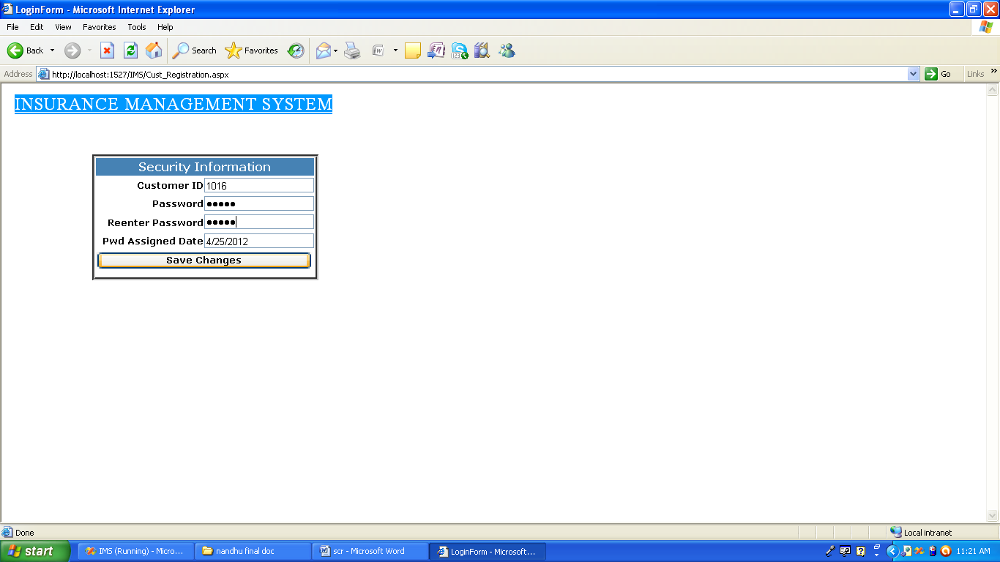 LoginForm - Microsoft Internet Explorer
File Edit View Favorites Tools Help
Back Search Favorites
Address http://localhost:1527/IMS/Cust_Registration.aspx Go Links »
INSURANCE MANAGEMENT SYSTEM
Security Information
Customer ID 1016
Password •••••
Reenter Password •••••
Pwd Assigned Date 4/25/2012
Save Changes
Done Local intranet
start IMS (Running) - Micro... nandhu final doc scr - Microsoft Word LoginForm - Microsoft... 11:21 AM